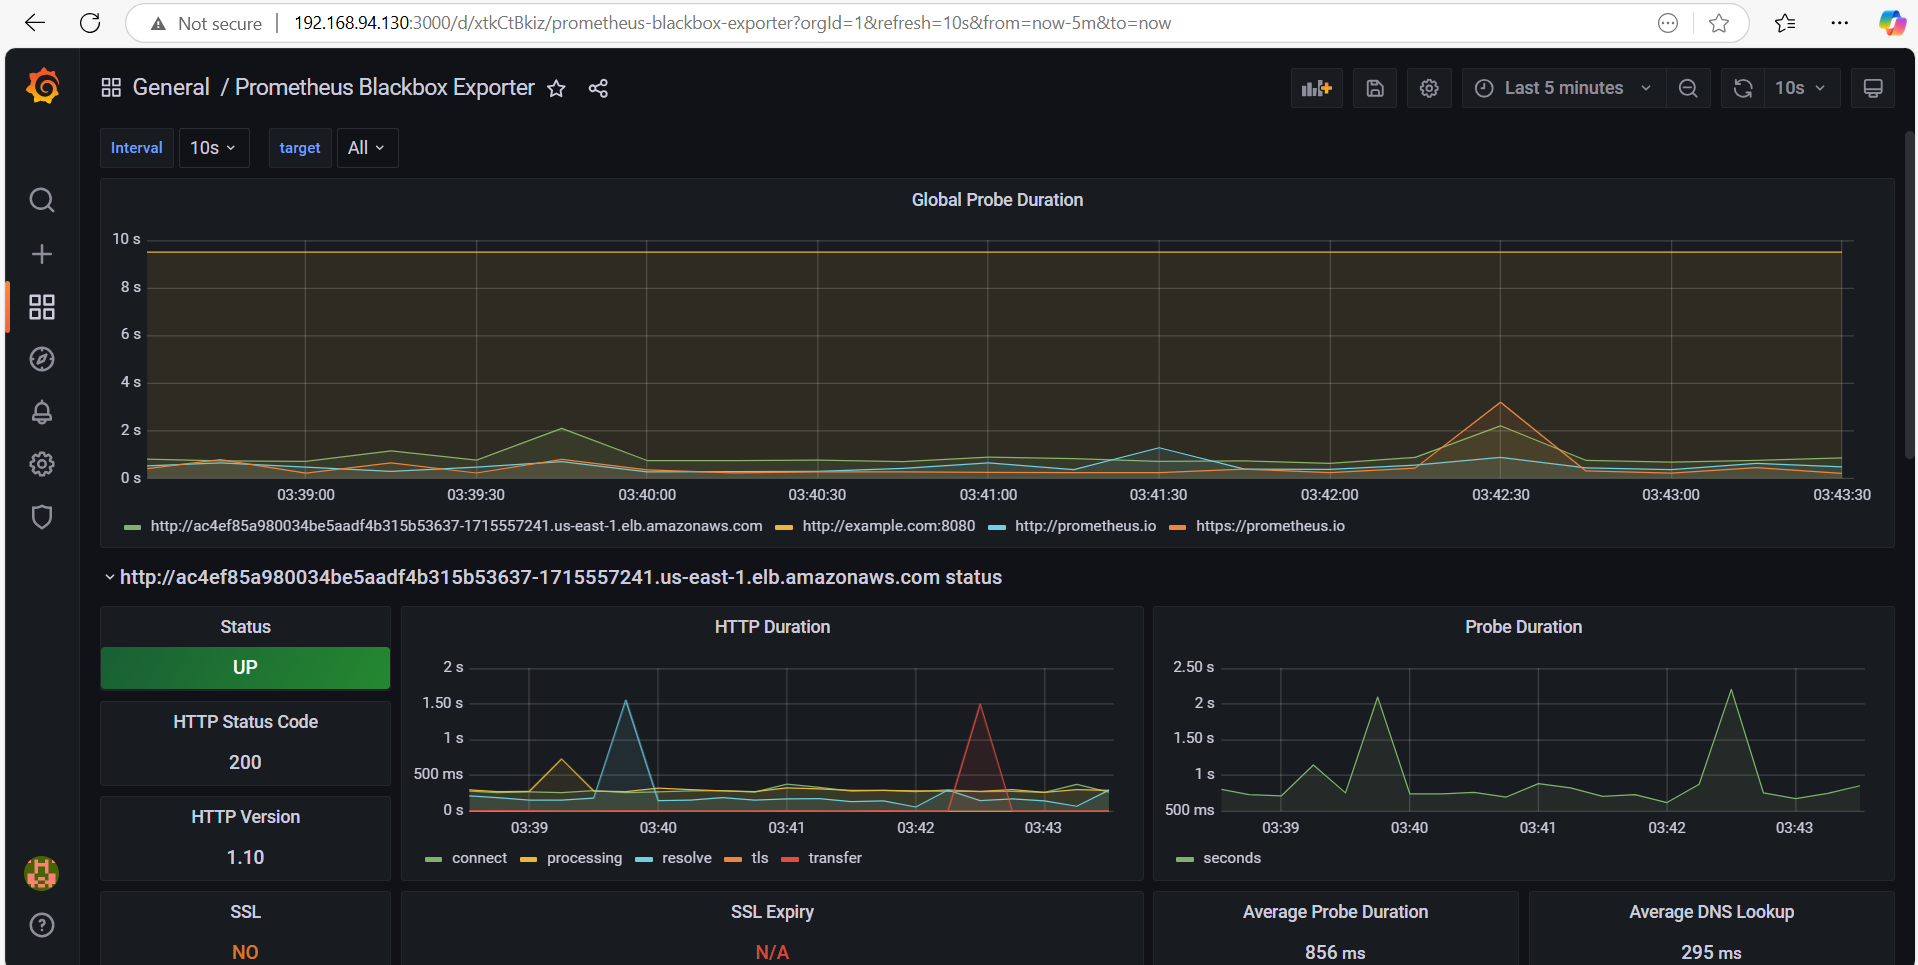 Not secure 192.168.94.130:3000/d/xtkCtBkiz/prometheus-blackbox-exporter?orgId=1&refresh=10s&from=now-5m&to=now
General / Prometheus Blackbox Exporter
Last 5 minutes 10s
Interval 10s target All
Global Probe Duration
10 s
8 s
6 s
4 s
2 s
0 s
03:39:00 03:39:30 03:40:00 03:40:30 03:41:00 03:41:30 03:42:00 03:42:30 03:43:00 03:43:30
http://ac4ef85a980034be5aadf4b315b53637-1715557241.us-east-1.elb.amazonaws.com http://example.com:8080 http://prometheus.io https://prometheus.io
http://ac4ef85a980034be5aadf4b315b53637-1715557241.us-east-1.elb.amazonaws.com status
Status
UP
HTTP Status Code
200
HTTP Version
1.10
SSL
NO
HTTP Duration
2 s
1.50 s
1 s
500 ms
0 s
03:39 03:40 03:41 03:42 03:43
connect processing resolve tls transfer
SSL Expiry
N/A
Probe Duration
2.50 s
2 s
1.50 s
1 s
500 ms
03:39 03:40 03:41 03:42 03:43
seconds
Average Probe Duration
856 ms
Average DNS Lookup
295 ms